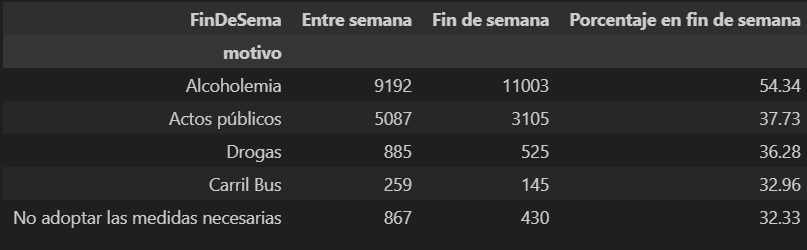 FinDeSema Entre semana Fin de semana Porcentaje en fin de semana
motivo
Alcoholemia 9192 11003 54.34
Actos públicos 5087 3105 37.73
Drogas 885 525 36.28
Carril Bus 259 145 32.96
No adoptar las medidas necesarias 867 430 32.33